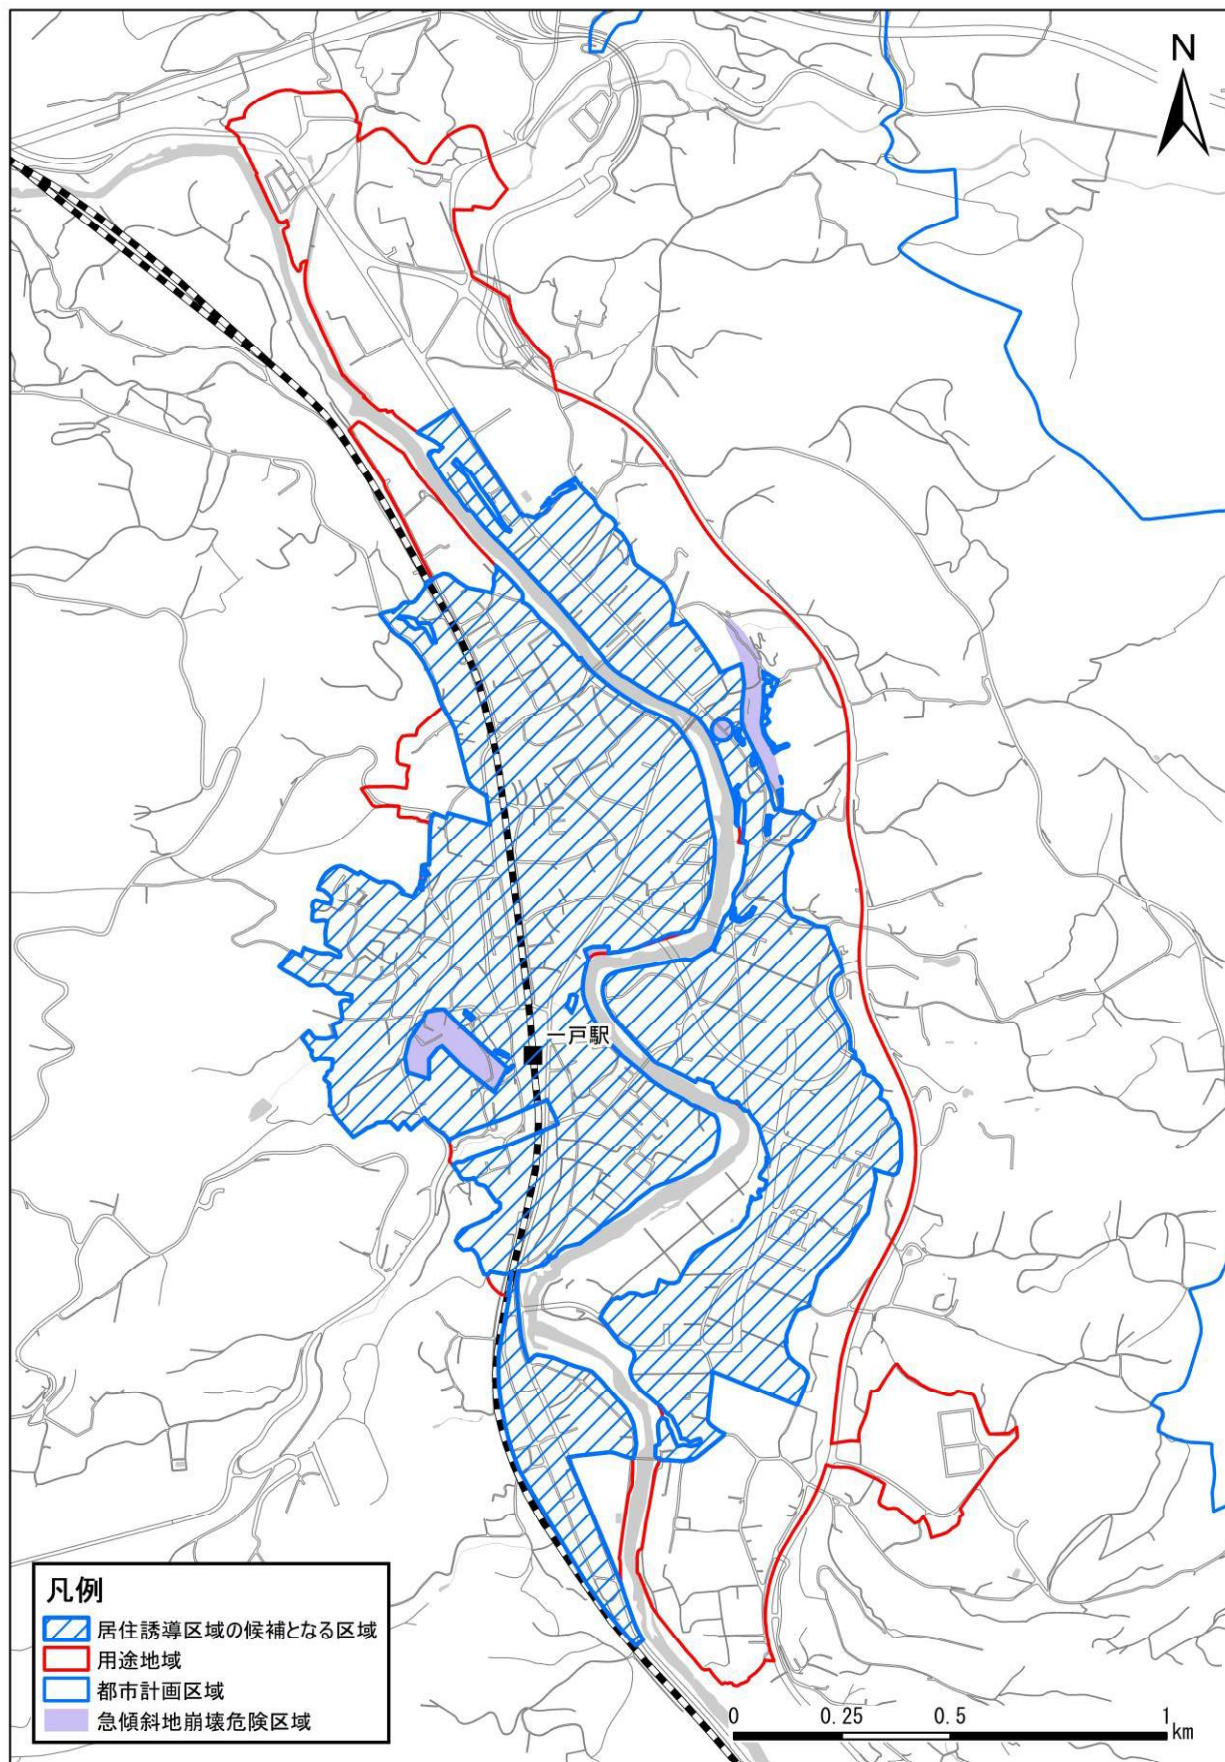 N
一戸駅
凡例
居住誘導区域の候補となる区域
用途地域
都市計画区域
急傾斜地崩壊危険区域
0 0.25 0.5 1
km